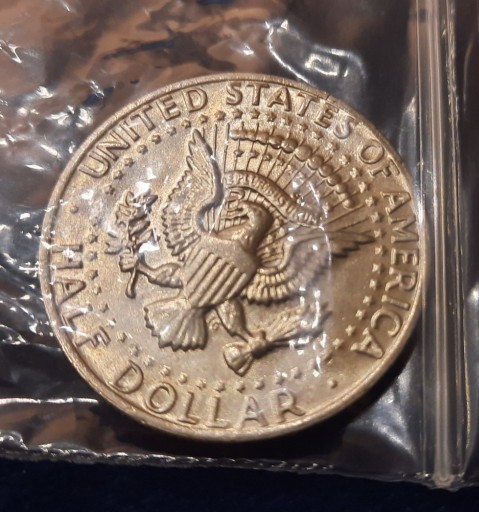 UNITED STATES OF AMERICA
HALF DOLLAR